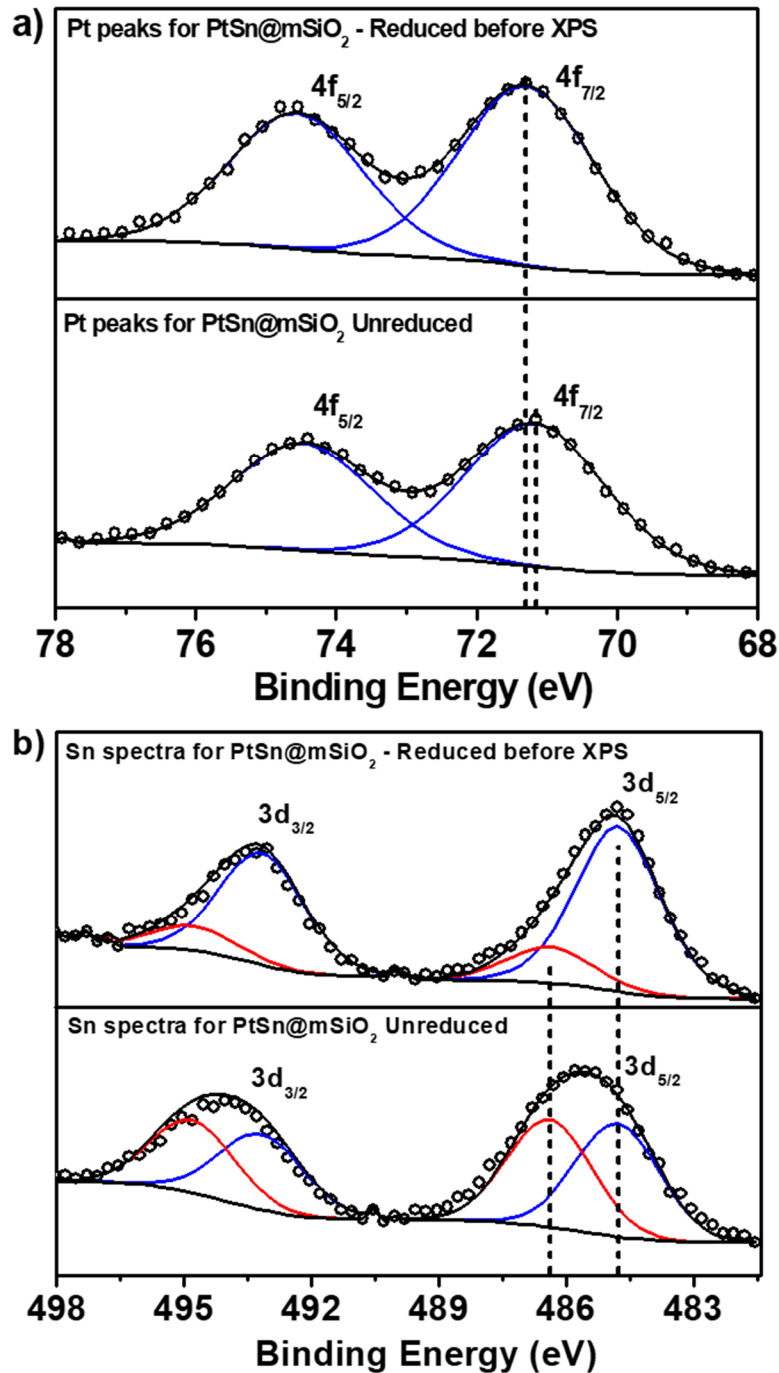 a)
Pt peaks for PtSn@mSiO₂ - Reduced before XPS
4f₅/₂
4f₇/₂
Pt peaks for PtSn@mSiO₂ Unreduced
4f₅/₂
4f₇/₂
78 76 74 72 70 68
Binding Energy (eV)
b)
Sn spectra for PtSn@mSiO₂ - Reduced before XPS
3d₃/₂
3d₅/₂
Sn spectra for PtSn@mSiO₂ Unreduced
3d₃/₂
3d₅/₂
498 495 492 489 486 483
Binding Energy (eV)